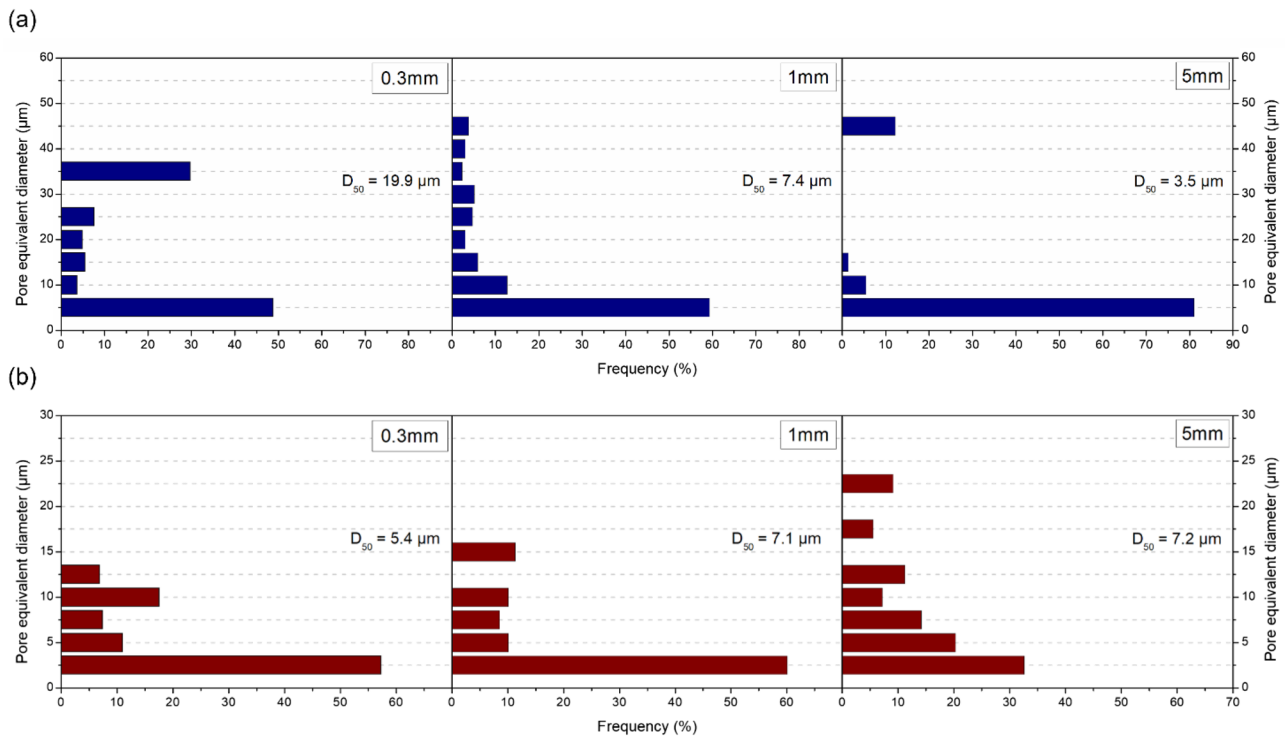 (a)
0.3mm
1mm
5mm
D50 = 19.9 µm
D50 = 7.4 µm
D50 = 3.5 µm
Pore equivalent diameter (µm)
60
50
40
30
20
10
0
Pore equivalent diameter (µm)
60
50
40
30
20
10
0
0 10 20 30 40 50 60 70 80 0 10 20 30 40 50 60 70 80 0 10 20 30 40 50 60 70 80 90
Frequency (%)
(b)
0.3mm
1mm
5mm
D50 = 5.4 µm
D50 = 7.1 µm
D50 = 7.2 µm
Pore equivalent diameter (µm)
30
25
20
15
10
5
0
Pore equivalent diameter (µm)
30
25
20
15
10
5
0
0 10 20 30 40 50 60 0 10 20 30 40 50 60 0 10 20 30 40 50 60 70
Frequency (%)